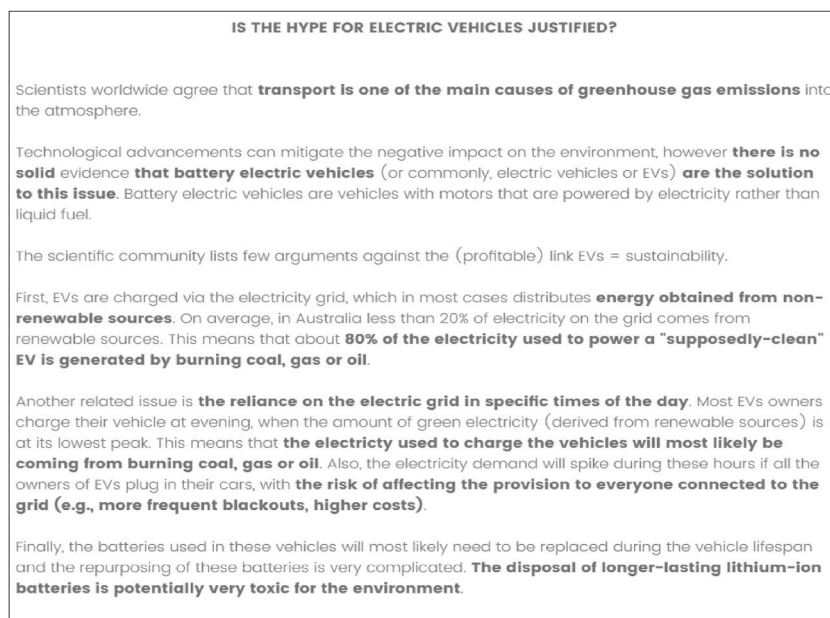 IS THE HYPE FOR ELECTRIC VEHICLES JUSTIFIED?
Scientists worldwide agree that transport is one of the main causes of greenhouse gas emissions into
the atmosphere.
Technological advancements can mitigate the negative impact on the environment, however there is no
solid evidence that battery electric vehicles (or commonly, electric vehicles or EVs) are the solution
to this issue. Battery electric vehicles are vehicles with motors that are powered by electricity rather than
liquid fuel.
The scientific community lists few arguments against the (profitable) link EVs = sustainability.
First, EVs are charged via the electricity grid, which in most cases distributes energy obtained from non-
renewable sources. On average, in Australia less than 20% of electricity on the grid comes from
renewable sources. This means that about 80% of the electricity used to power a "supposedly-clean"
EV is generated by burning coal, gas or oil.
Another related issue is the reliance on the electric grid in specific times of the day. Most EVs owners
charge their vehicle at evening, when the amount of green electricity (derived from renewable sources) is
at its lowest peak. This means that the electricty used to charge the vehicles will most likely be
coming from burning coal, gas or oil. Also, the electricity demand will spike during these hours if all the
owners of EVs plug in their cars, with the risk of affecting the provision to everyone connected to the
grid (e.g., more frequent blackouts, higher costs).
Finally, the batteries used in these vehicles will most likely need to be replaced during the vehicle lifespan
and the repurposing of these batteries is very complicated. The disposal of longer-lasting lithium-ion
batteries is potentially very toxic for the environment.